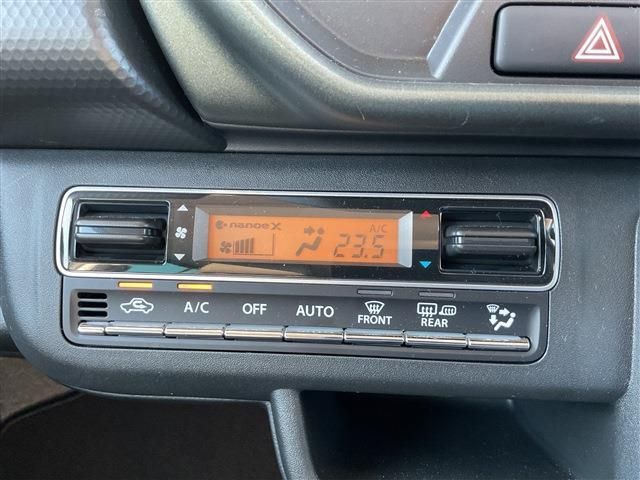 nanoe X
A/C
23.5
A/C
OFF
AUTO
FRONT
REAR